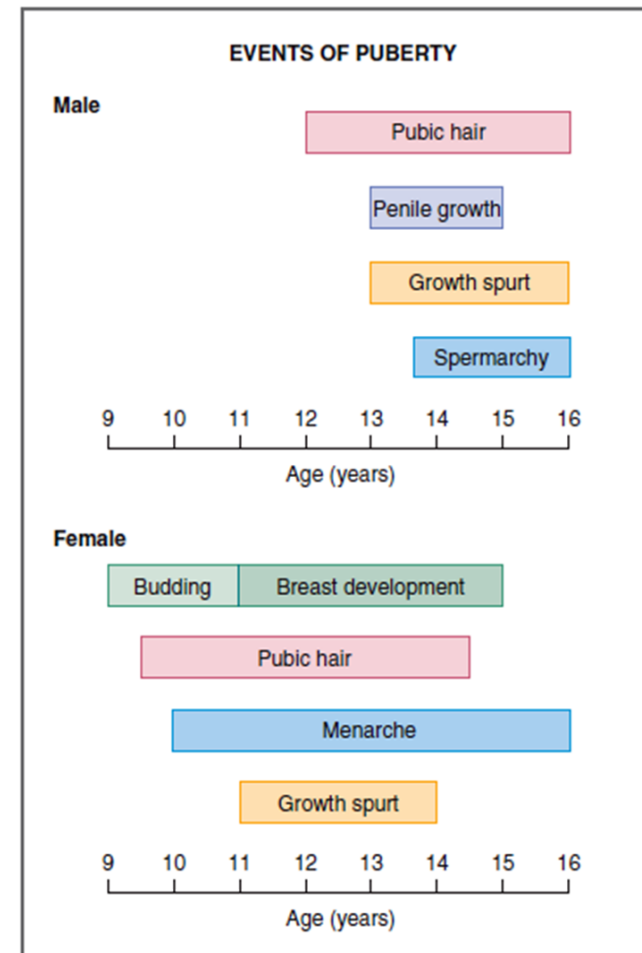 EVENTS OF PUBERTY
Male
Pubic hair
Penile growth
Growth spurt
Spermarchy
9 10 11 12 13 14 15 16
Age (years)
Female
Budding Breast development
Pubic hair
Menarche
Growth spurt
9 10 11 12 13 14 15 16
Age (years)